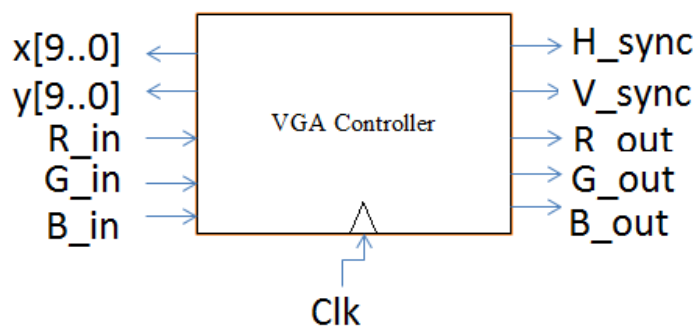 x[9..0]
y[9..0]
R_in
G_in
B_in
VGA Controller
H_sync
V_sync
R_out
G_out
B_out
Clk